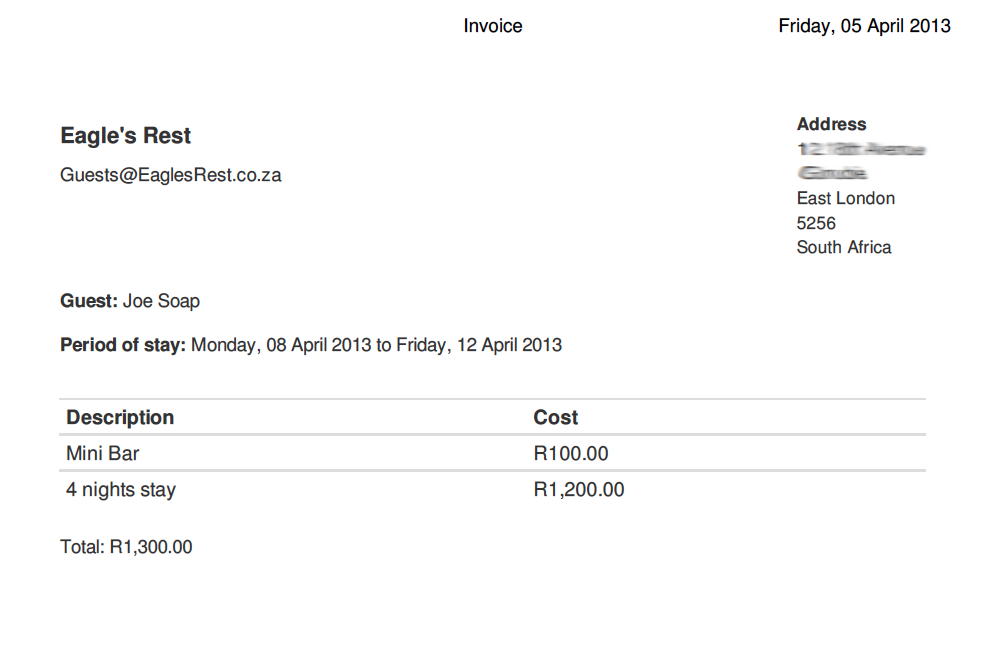 Invoice
Friday, 05 April 2013
Eagle's Rest
Guests@EaglesRest.co.za
Address
East London
5256
South Africa
Guest: Joe Soap
Period of stay: Monday, 08 April 2013 to Friday, 12 April 2013
Description Cost
Mini Bar R100.00
4 nights stay R1,200.00
Total: R1,300.00